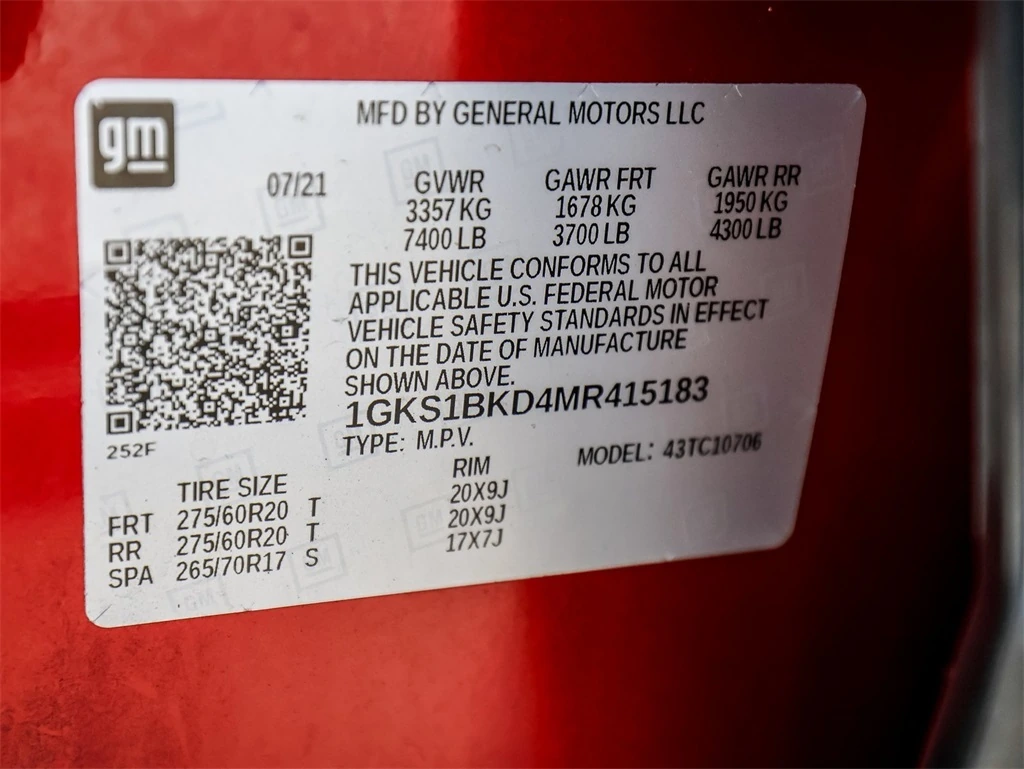 gm
MFD BY GENERAL MOTORS LLC
07/21 GVWR GAWR FRT GAWR RR
3357 KG 1678 KG 1950 KG
7400 LB 3700 LB 4300 LB
THIS VEHICLE CONFORMS TO ALL
APPLICABLE U.S. FEDERAL MOTOR
VEHICLE SAFETY STANDARDS IN EFFECT
ON THE DATE OF MANUFACTURE
SHOWN ABOVE.
1GKS1BKD4MR415183
252F
TYPE: M.P.V. MODEL: 43TC10706
TIRE SIZE RIM
FRT 275/60R20 T 20X9J
RR 275/60R20 T 20X9J
SPA 265/70R17 S 17X7J